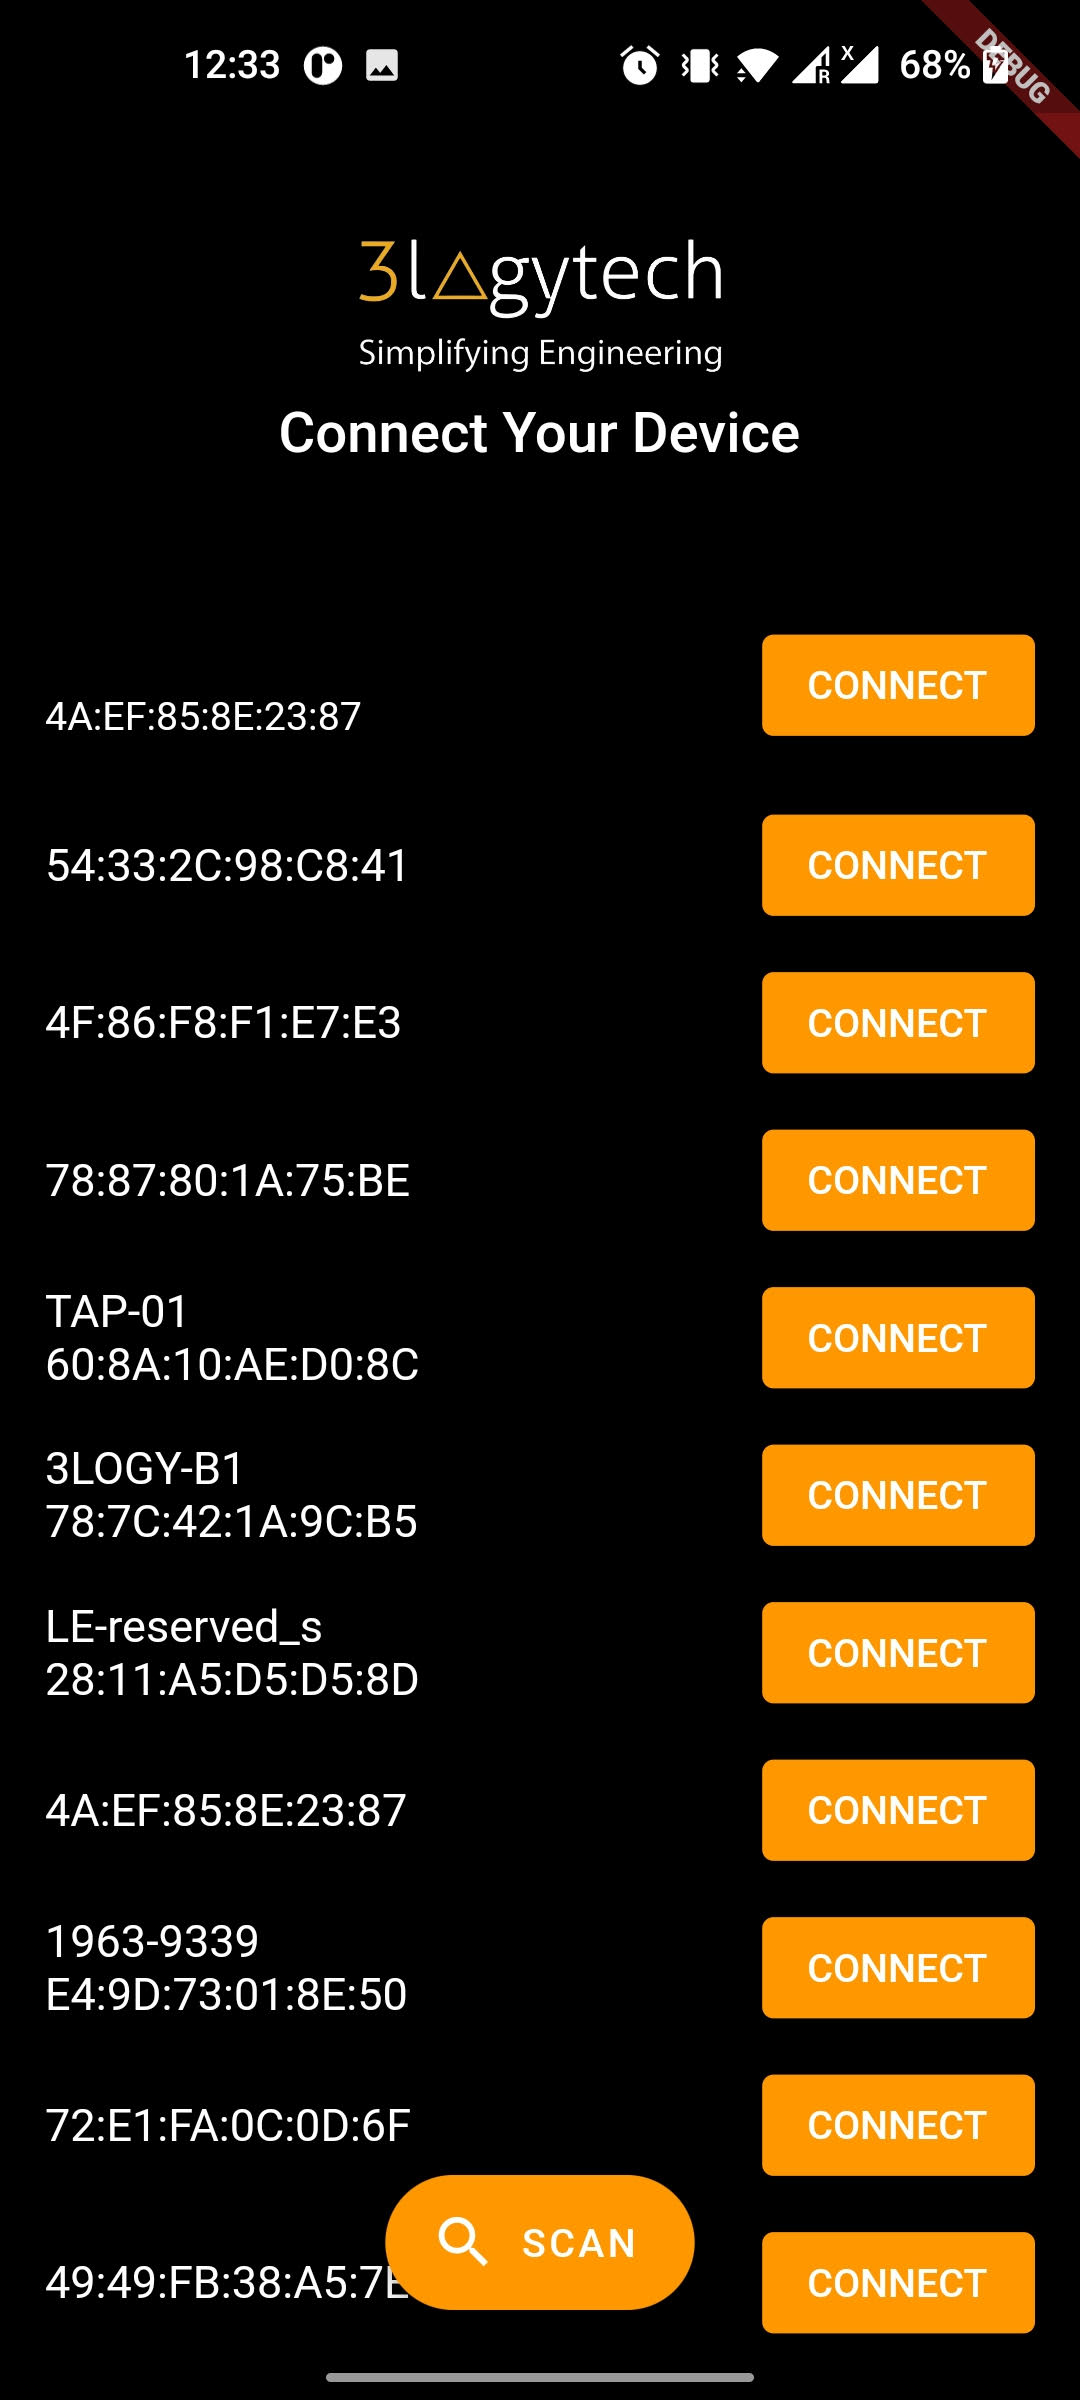 12:33
R
X
68%
DEBUG
3l△gytech
Simplifying Engineering
Connect Your Device
4A:EF:85:8E:23:87
CONNECT
54:33:2C:98:C8:41
CONNECT
4F:86:F8:F1:E7:E3
CONNECT
78:87:80:1A:75:BE
CONNECT
TAP-01
60:8A:10:AE:D0:8C
CONNECT
3LOGY-B1
78:7C:42:1A:9C:B5
CONNECT
LE-reserved_s
28:11:A5:D5:D5:8D
CONNECT
4A:EF:85:8E:23:87
CONNECT
1963-9339
E4:9D:73:01:8E:50
CONNECT
72:E1:FA:0C:0D:6F
CONNECT
49:49:FB:38:A5:7E
CONNECT
SCAN